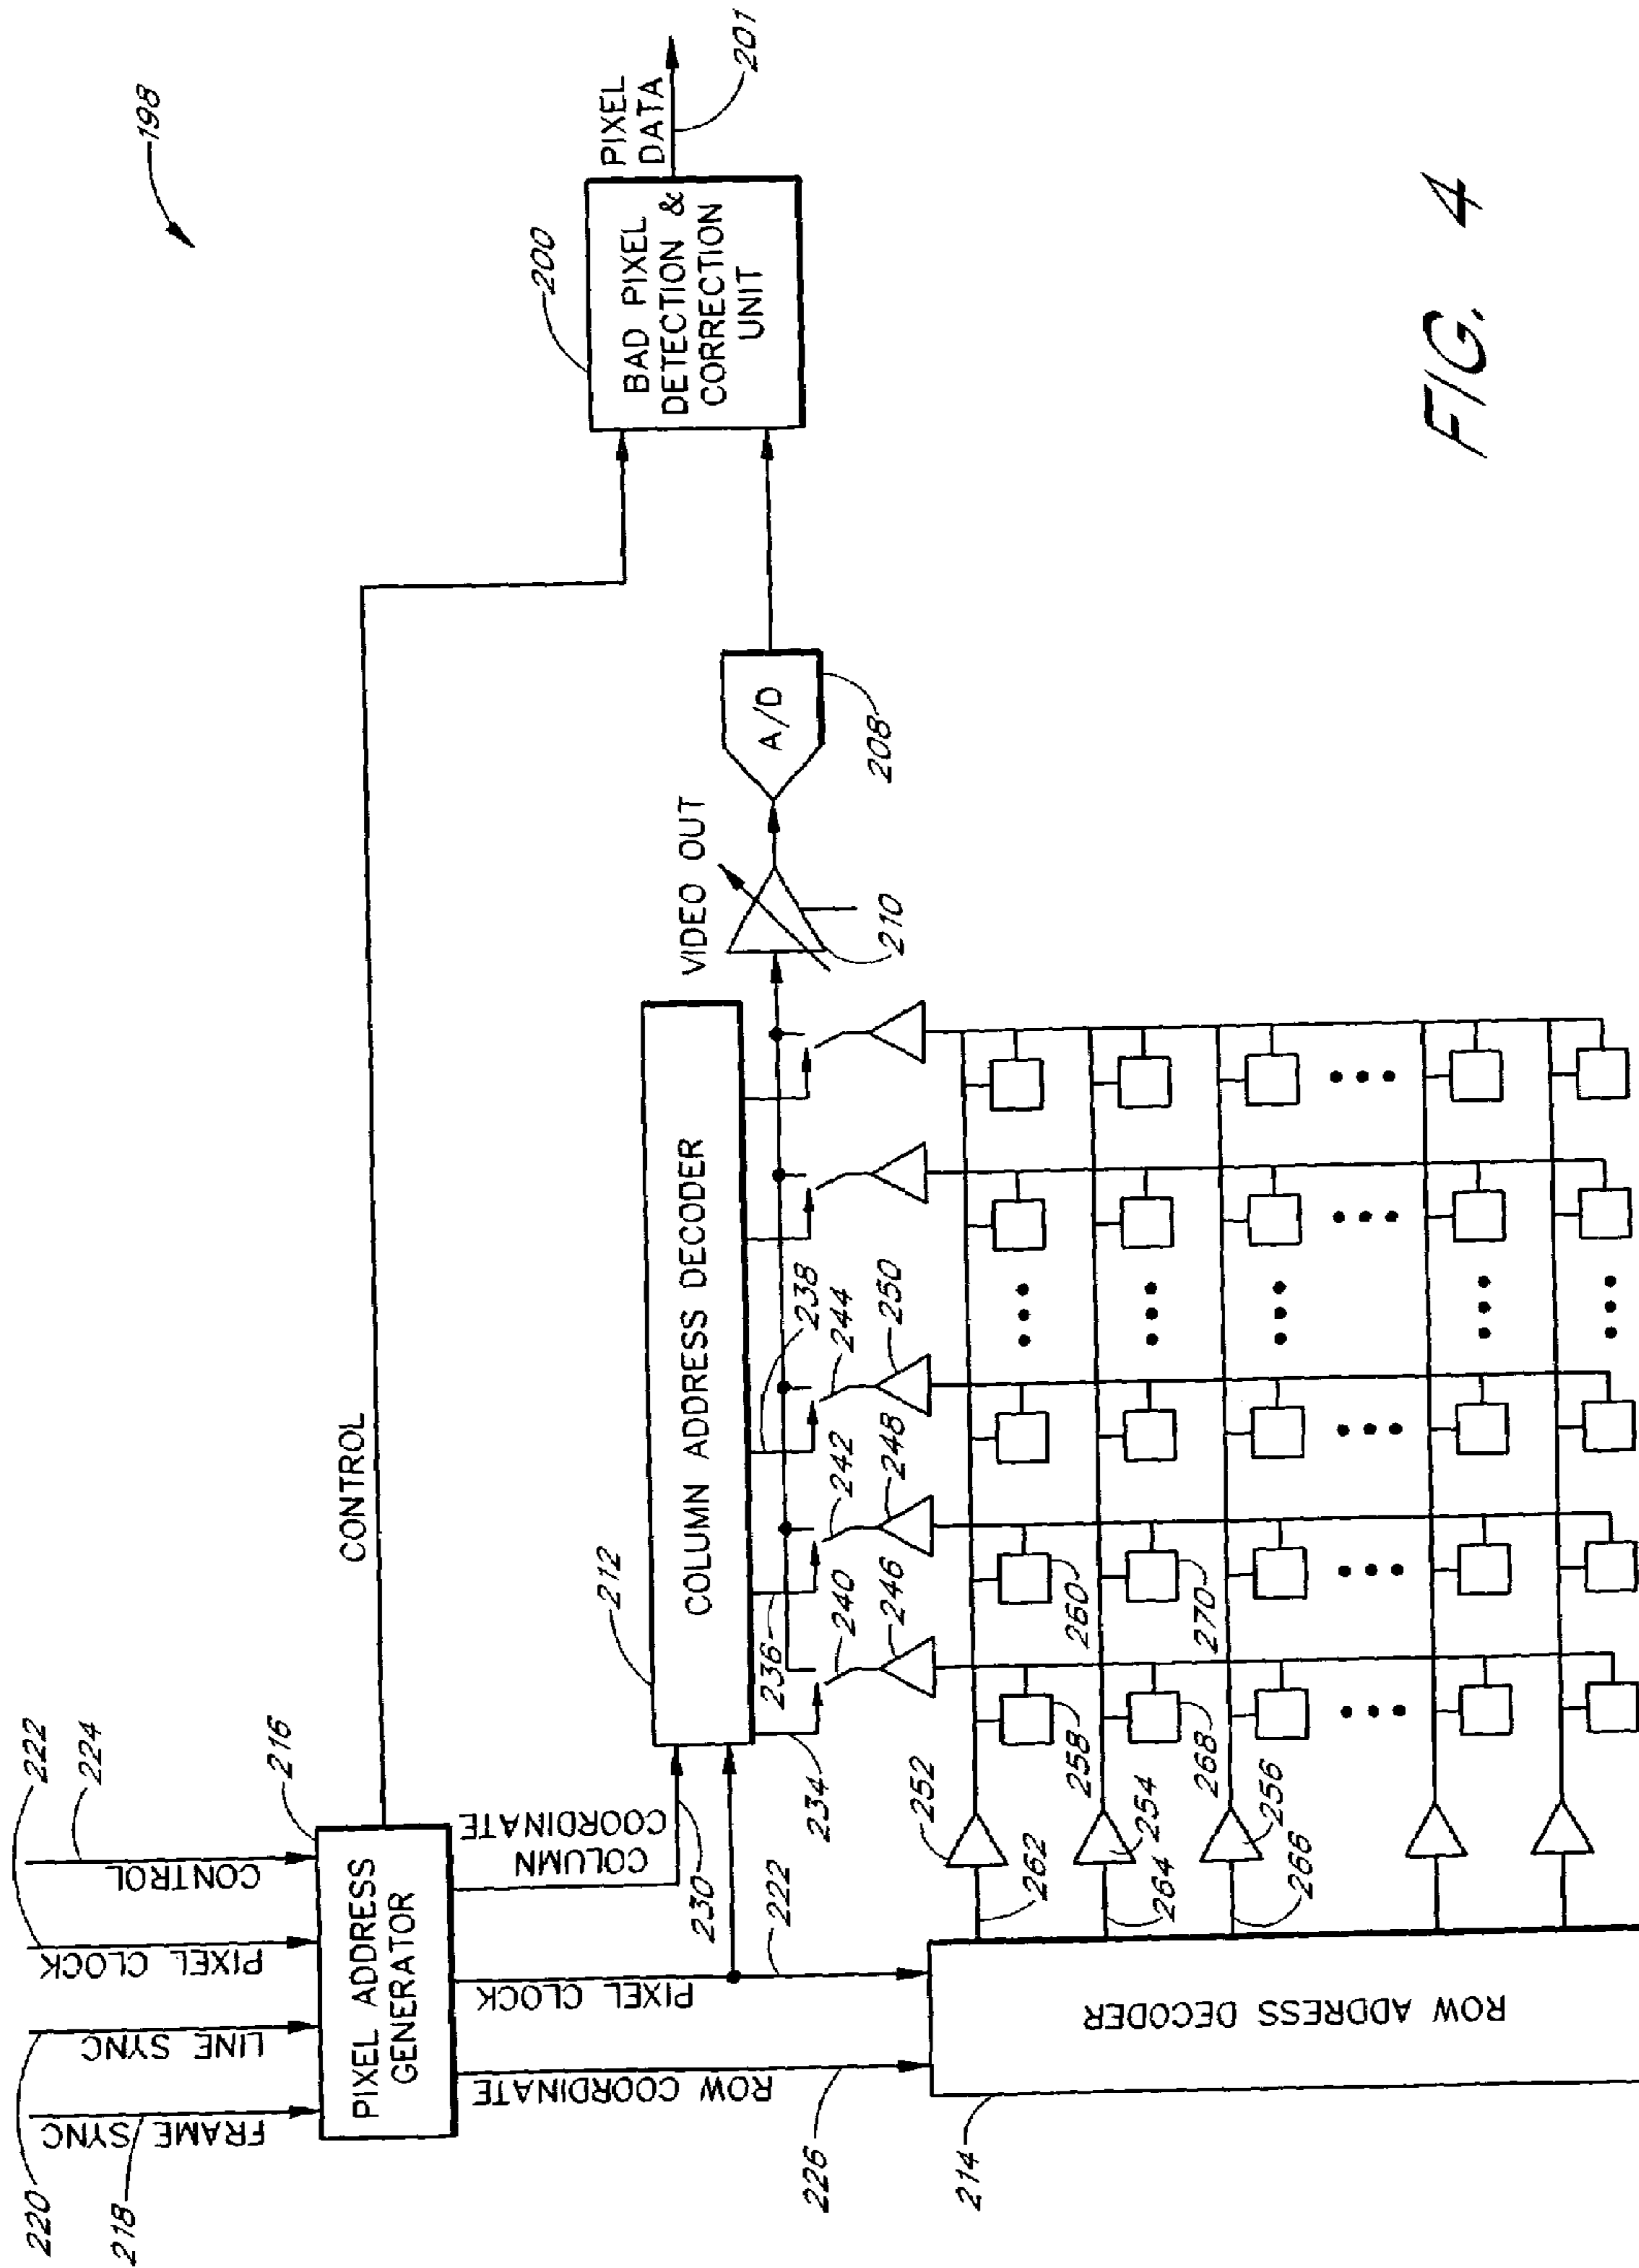 198
FRAME SYNC
218
LINE SYNC
220
PIXEL CLOCK
222
CONTROL
224
PIXEL ADDRESS
GENERATOR
216
CONTROL
ROW COORDINATE
226
PIXEL CLOCK
222
COLUMN
COORDINATE
230
212
COLUMN ADDRESS DECODER
VIDEO OUT
210
A/D
208
200
BAD PIXEL
DETECTION &
CORRECTION
UNIT
PIXEL
DATA
201
234
236
238
240
242
244
246
248
250
214
ROW ADDRESS DECODER
252
262
254
264
256
266
258
260
268
270
FIG. 4